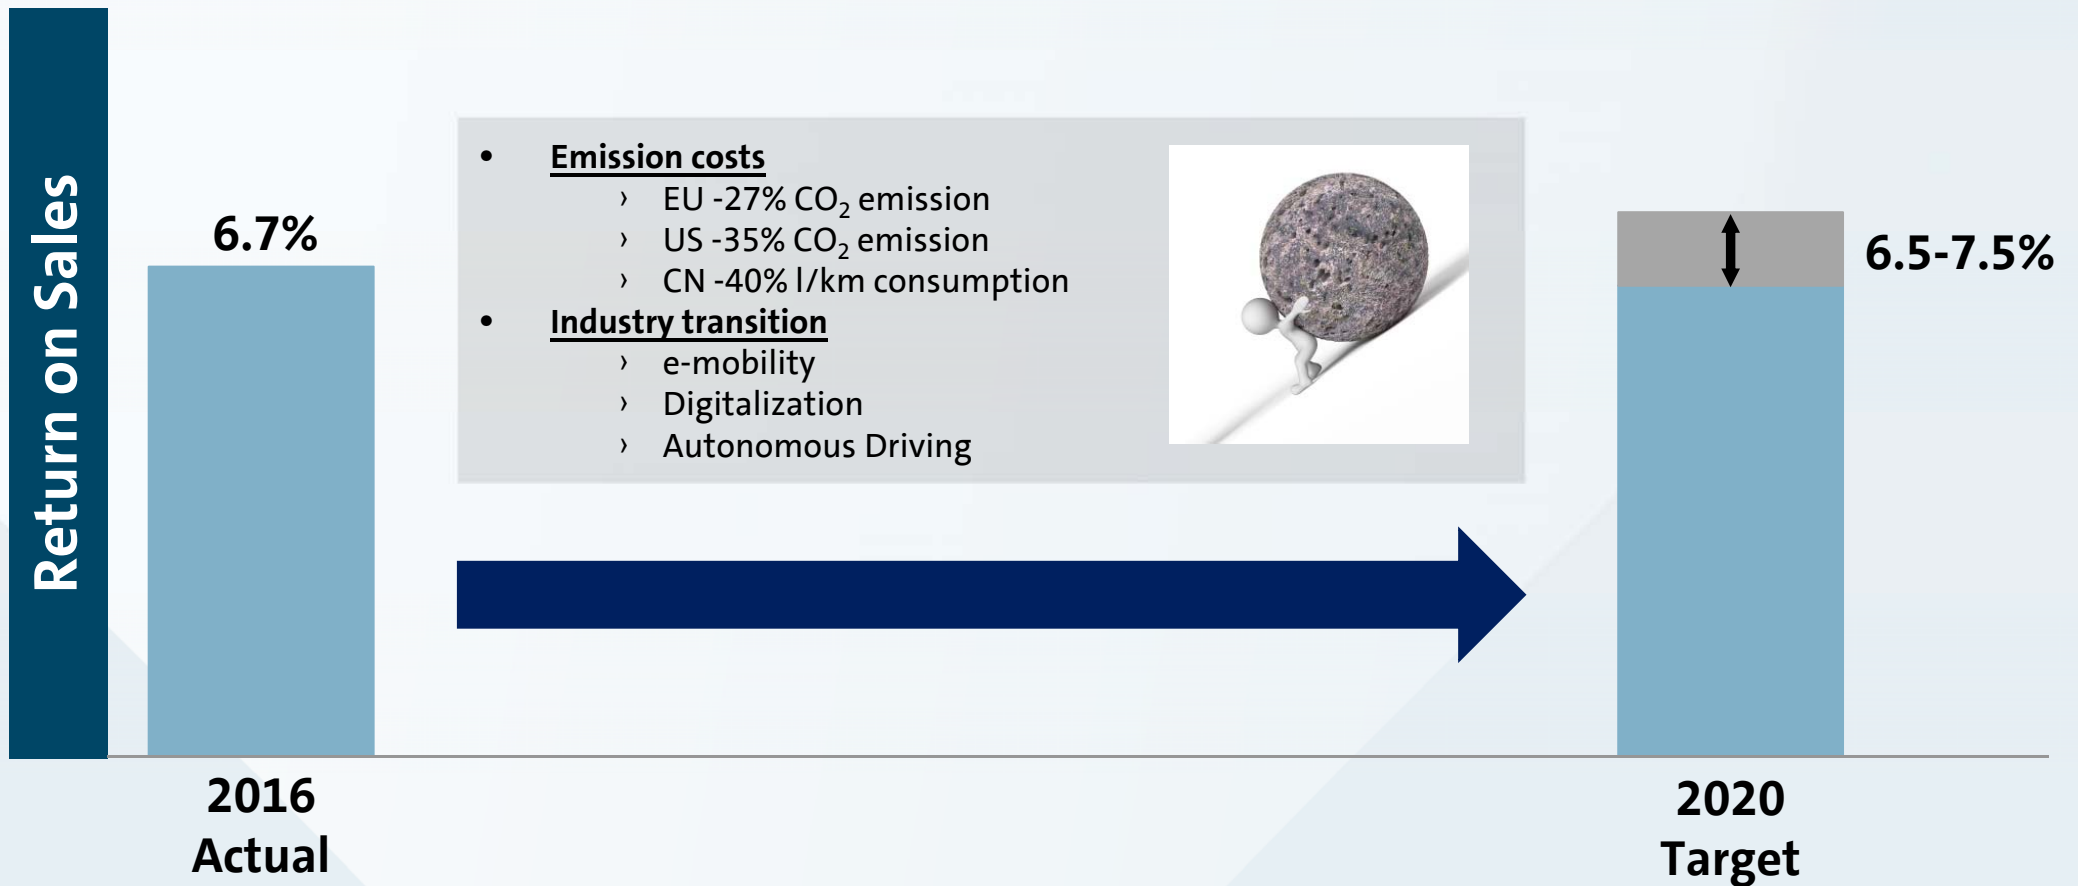 Return on Sales
6.7%
• Emission costs
› EU -27% CO₂ emission
› US -35% CO₂ emission
› CN -40% l/km consumption
• Industry transition
› e-mobility
› Digitalization
› Autonomous Driving
6.5-7.5%
2016
Actual
2020
Target